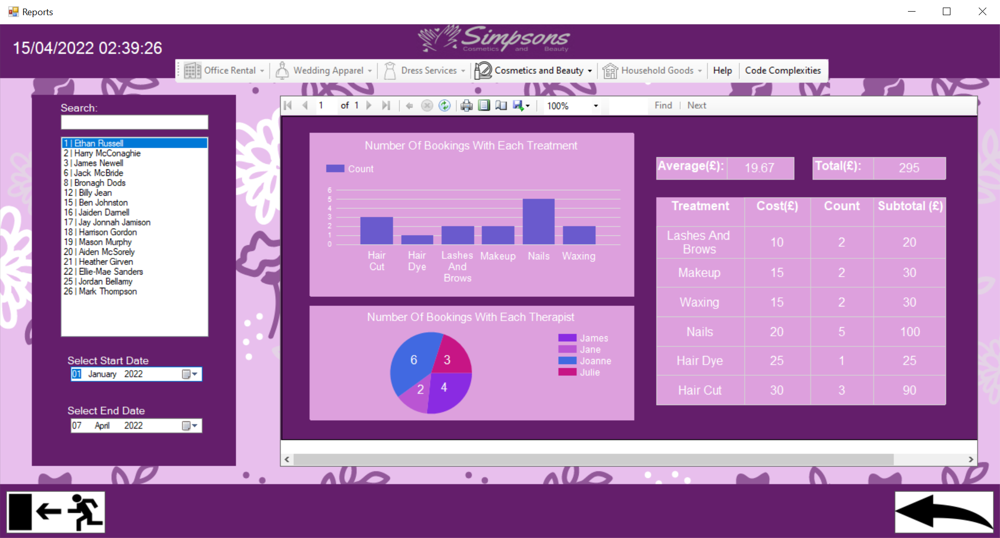 Reports
15/04/2022 02:39:26
Simpsons
Cosmetics and Beauty
Office Rental Wedding Apparel Dress Services Cosmetics and Beauty Household Goods Help Code Complexities
Search:
1 | Ethan Russell
2 | Harry McConaghie
3 | James Newell
6 | Jack McBride
8 | Bronagh Dods
12 | Billy Jean
15 | Ben Johnston
16 | Jaiden Darnell
17 | Jay Jonnah Jamison
18 | Harrison Gordon
19 | Mason Murphy
20 | Aiden McSorely
21 | Heather Girven
22 | Ellie-Mae Sanders
25 | Jordan Bellamy
26 | Mark Thompson
Select Start Date
01 January 2022
Select End Date
07 April 2022
1 of 1 100% Find | Next
Number Of Bookings With Each Treatment
Count
6
5
4
3
2
1
0
Hair Cut
Hair Dye
Lashes And Brows
Makeup
Nails
Waxing
Number Of Bookings With Each Therapist
6
3
2
4
James
Jane
Joanne
Julie
Average(£): 19.67
Total(£): 295
Treatment Cost(£) Count Subtotal (£)
Lashes And Brows 10 2 20
Makeup 15 2 30
Waxing 15 2 30
Nails 20 5 100
Hair Dye 25 1 25
Hair Cut 30 3 90